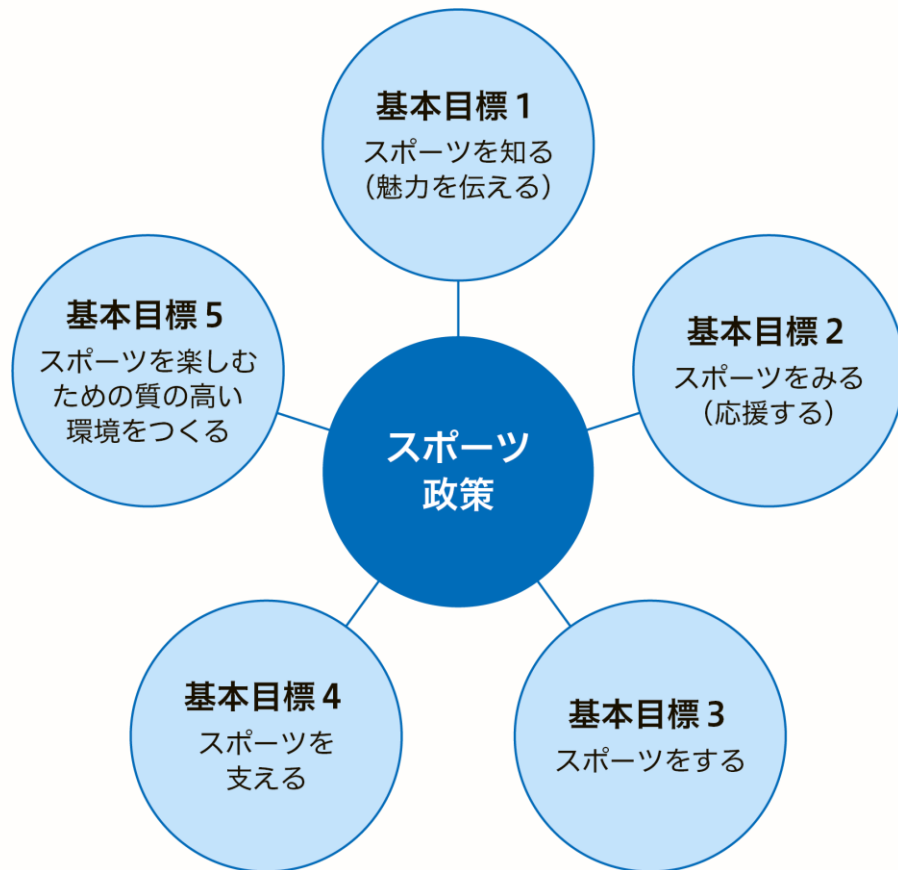 基本目標 1
スポーツを知る
（魅力を伝える）
基本目標 2
スポーツをみる
（応援する）
基本目標 3
スポーツをする
基本目標 4
スポーツを
支える
基本目標 5
スポーツを楽しむ
ための質の高い
環境をつくる
スポーツ
政策